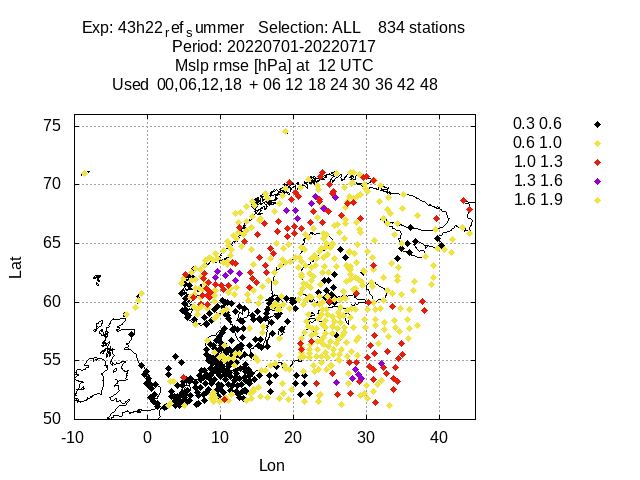 Exp: 43h22ref_summer Selection: ALL 834 stations
Period: 20220701-20220717
Mslp rmse [hPa] at 12 UTC
Used 00,06,12,18 + 06 12 18 24 30 36 42 48
0.3 0.6
0.6 1.0
1.0 1.3
1.3 1.6
1.6 1.9
75
70
65
60
55
50
Lat
-10 0 10 20 30 40
Lon